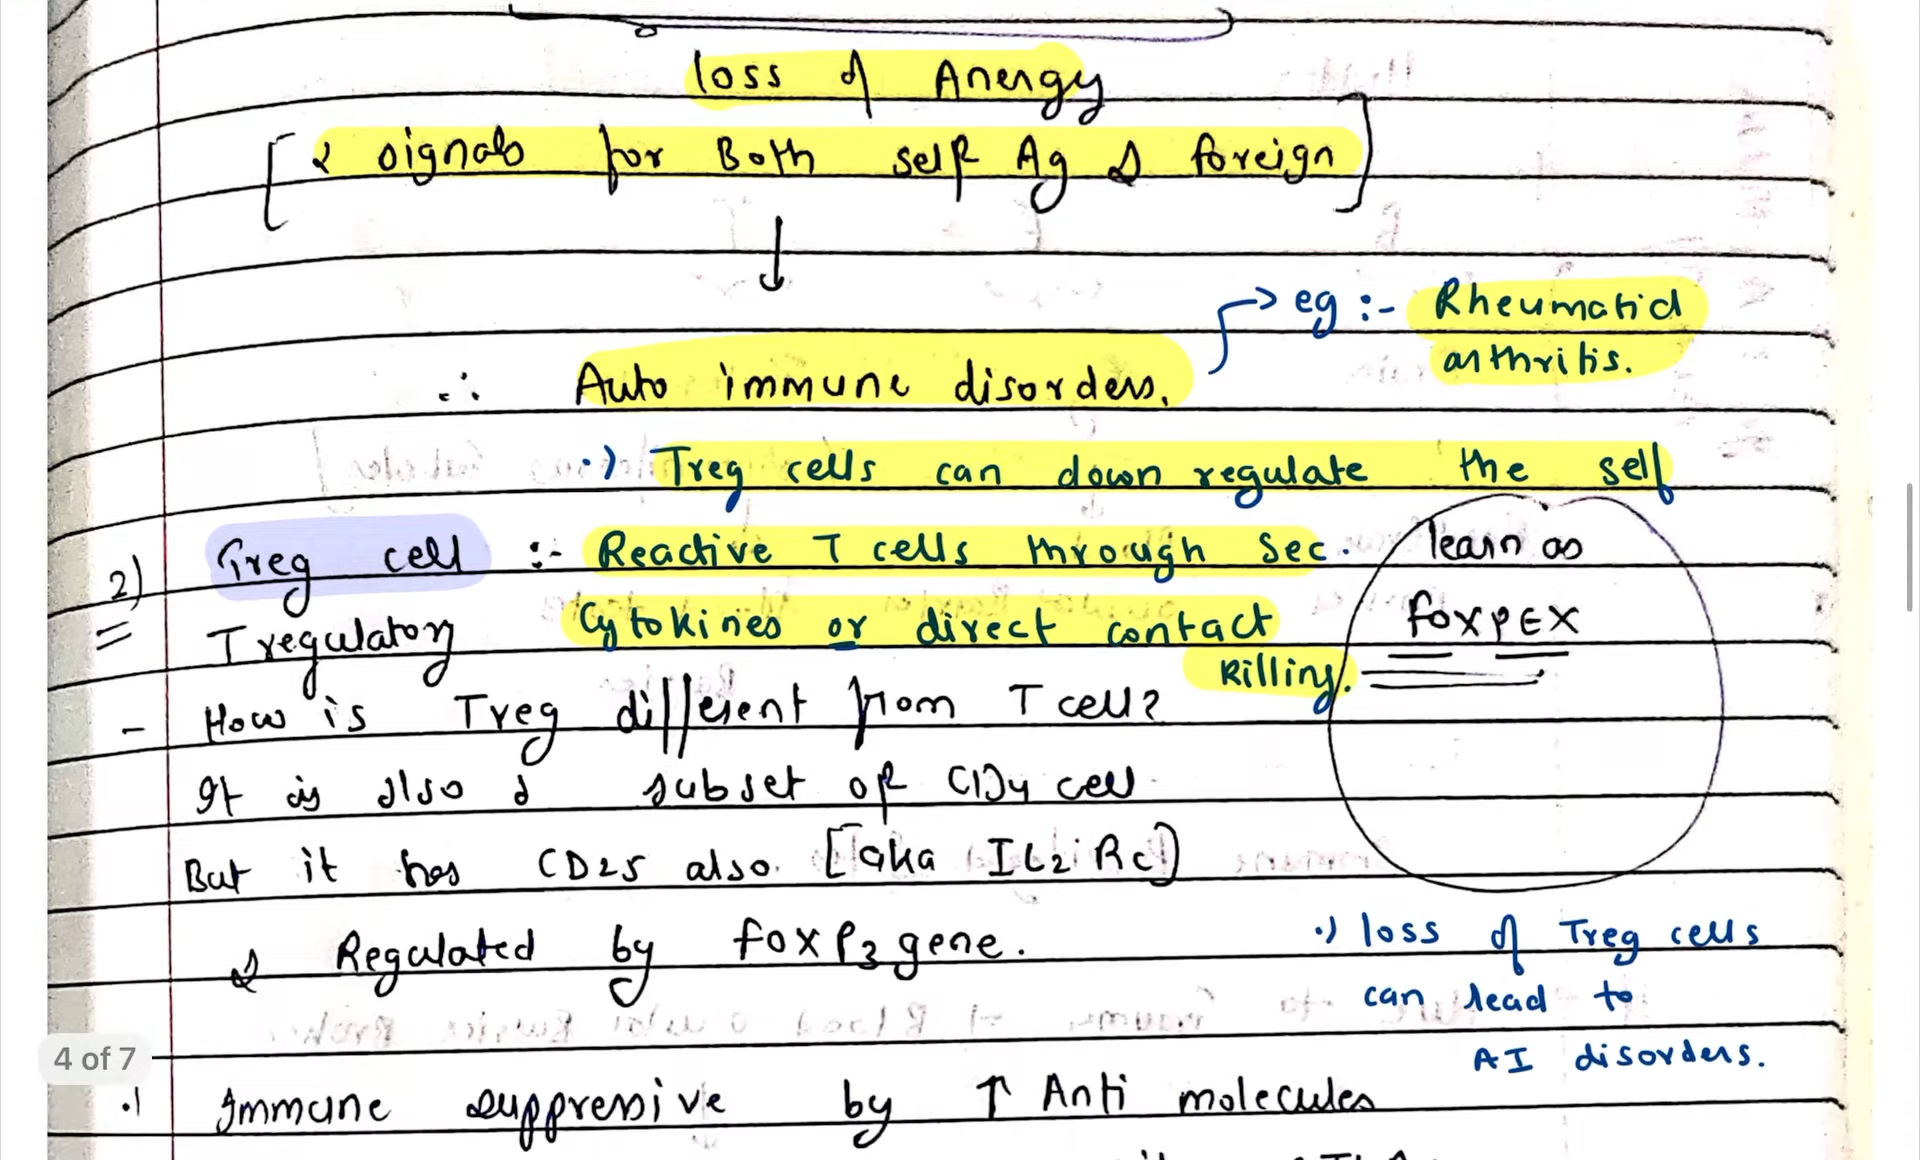 loss of Anergy
[2 signals for Both self Ag & foreign]
↓
→ eg :- Rheumatid
arthritis.
∴ Auto immune disorders.
•) Treg cells can down regulate the self
2) Treg cell :- Reactive T cells through Sec.
T regulatory Cytokines or direct contact
killing.
learn as
foxpEX
- How is Treg different from T cell?
It is also a subset of CD4 cell
But it has CD25 also. [aka IL2 Rc]
& Regulated by foxP3 gene.
•) loss of Treg cells
can lead to
AI disorders.
4 of 7
•) Immune suppressive by ↑ Anti molecules